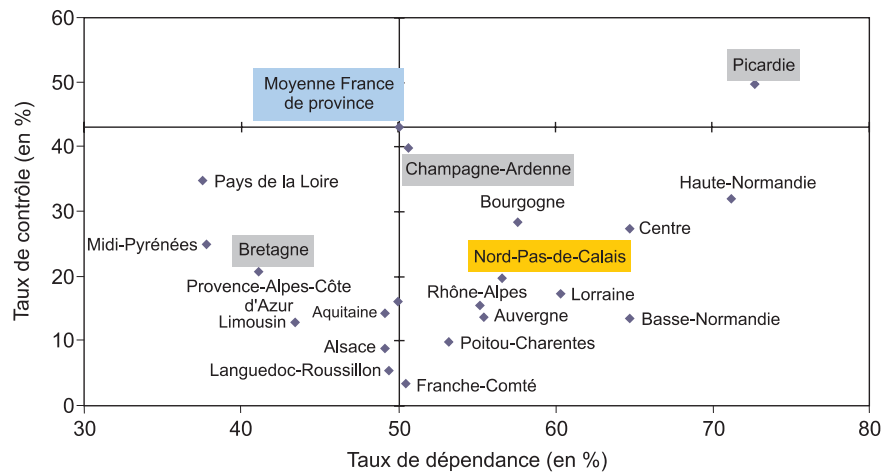 60
50
40
30
20
10
0
Taux de contrôle (en %)
Picardie
Moyenne France
de province
Champagne-Ardenne
Pays de la Loire
Haute-Normandie
Bourgogne
Centre
Midi-Pyrénées
Bretagne
Nord-Pas-de-Calais
Provence-Alpes-Côte
d'Azur
Rhône-Alpes
Lorraine
Limousin
Aquitaine
Auvergne
Basse-Normandie
Alsace
Poitou-Charentes
Languedoc-Roussillon
Franche-Comté
30
40
50
60
70
80
Taux de dépendance (en %)